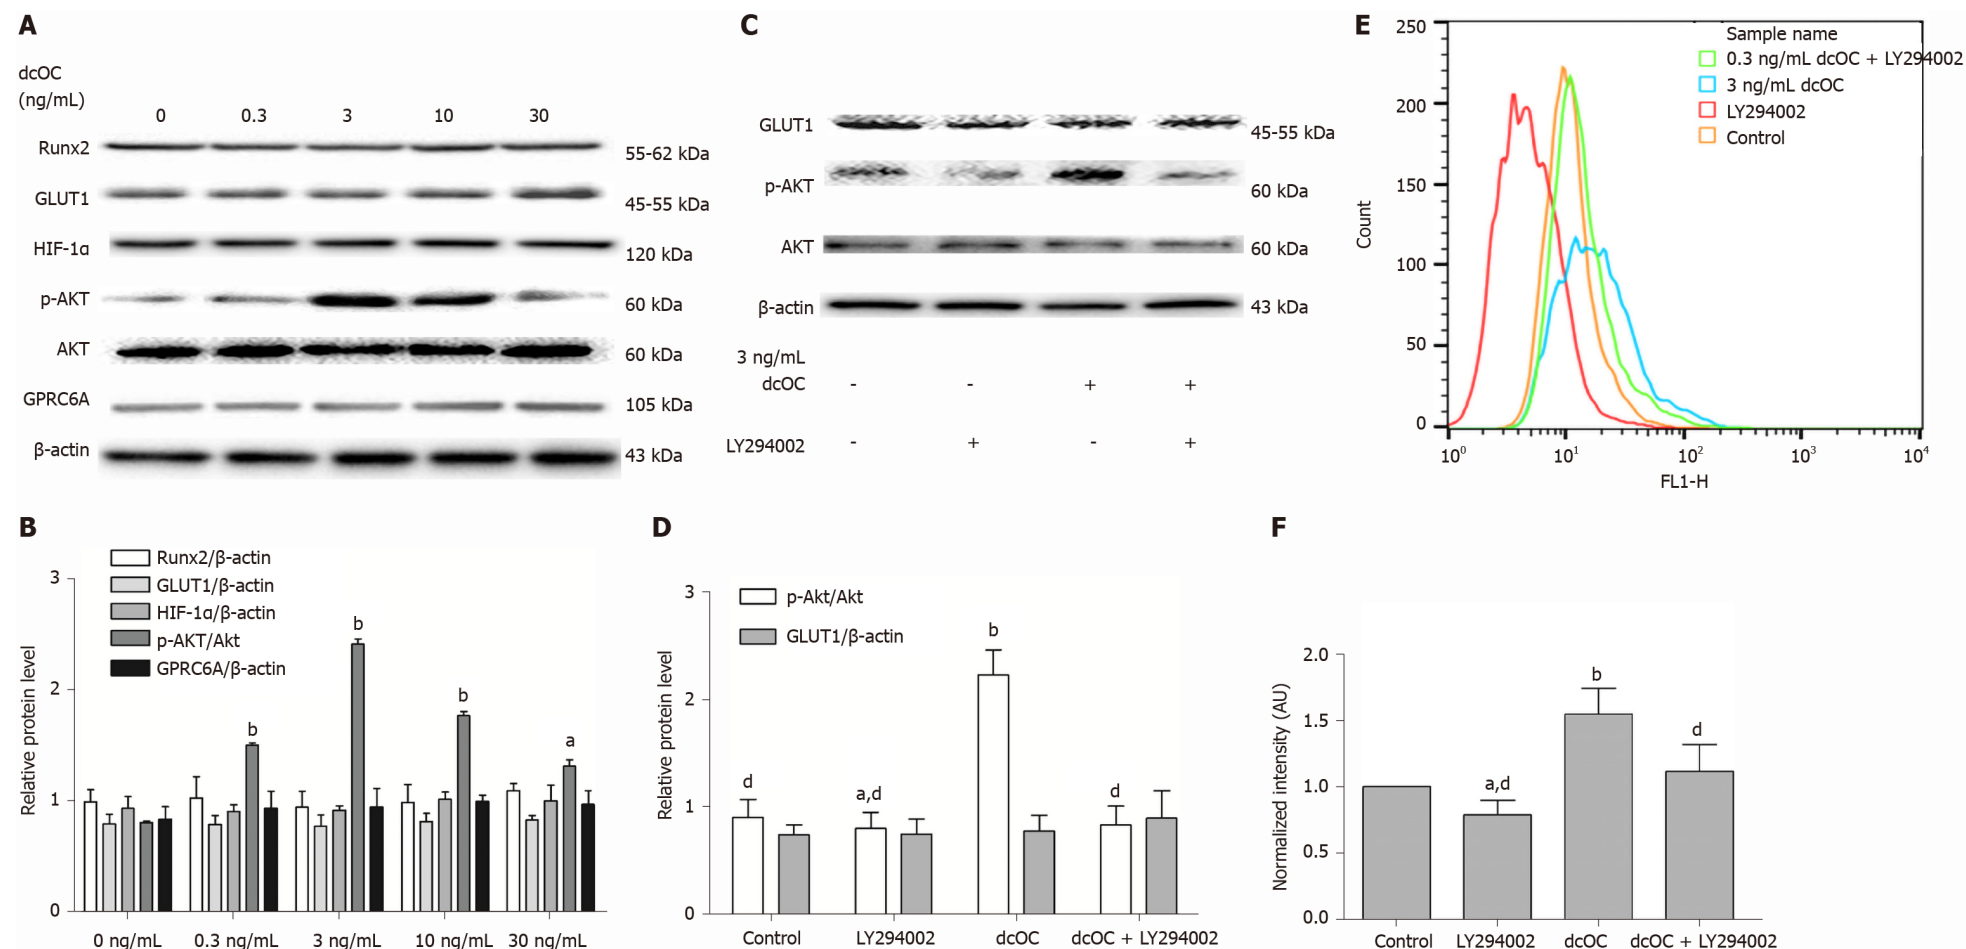 A
dcOC
(ng/mL)
0 0.3 3 10 30
Runx2 55-62 kDa
GLUT1 45-55 kDa
HIF-1α 120 kDa
p-AKT 60 kDa
AKT 60 kDa
GPRC6A 105 kDa
β-actin 43 kDa
C
GLUT1 45-55 kDa
p-AKT 60 kDa
AKT 60 kDa
β-actin 43 kDa
3 ng/mL
dcOC - - + +
LY294002 - + - +
E
Sample name
0.3 ng/mL dcOC + LY294002
3 ng/mL dcOC
LY294002
Control
250
200
150
100
50
0
Count
10⁰ 10¹ 10² 10³ 10⁴
FL1-H
B
Runx2/β-actin
GLUT1/β-actin
HIF-1α/β-actin
p-AKT/Akt
GPRC6A/β-actin
3
2
1
0
Relative protein level
b b b a
0 ng/mL 0.3 ng/mL 3 ng/mL 10 ng/mL 30 ng/mL
D
p-Akt/Akt
GLUT1/β-actin
3
2
1
0
Relative protein level
d a,d b d
Control LY294002 dcOC dcOC + LY294002
F
2.0
1.5
1.0
0.5
0.0
Normalized intensity (AU)
a,d b d
Control LY294002 dcOC dcOC + LY294002